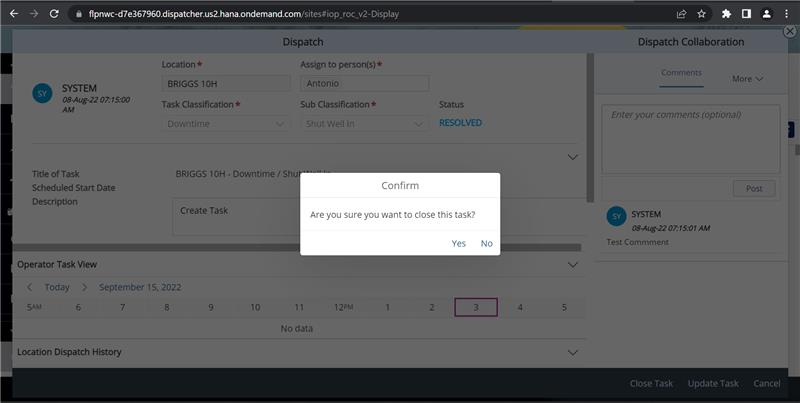 flpnwc-d7e367960.dispatcher.us2.hana.ondemand.com/sites#iop_roc_v2-Display
Dispatch
Dispatch Collaboration
SY
SYSTEM
08-Aug-22 07:15:00
AM
Location*
Assign to person(s)*
BRIGGS 10H
Antonio
Task Classification*
Sub Classification*
Status
Downtime
Shut Well In
RESOLVED
Title of Task
BRIGGS 10H - Downtime / Shut Well In
Scheduled Start Date
Description
Create Task
Comments
More
Enter your comments (optional)
Post
SY
SYSTEM
08-Aug-22 07:15:01 AM
Test Commment
Confirm
Are you sure you want to close this task?
Yes No
Operator Task View
Today September 15, 2022
5AM 6 7 8 9 10 11 12PM 1 2 3 4 5
No data
Location Dispatch History
Close Task Update Task Cancel